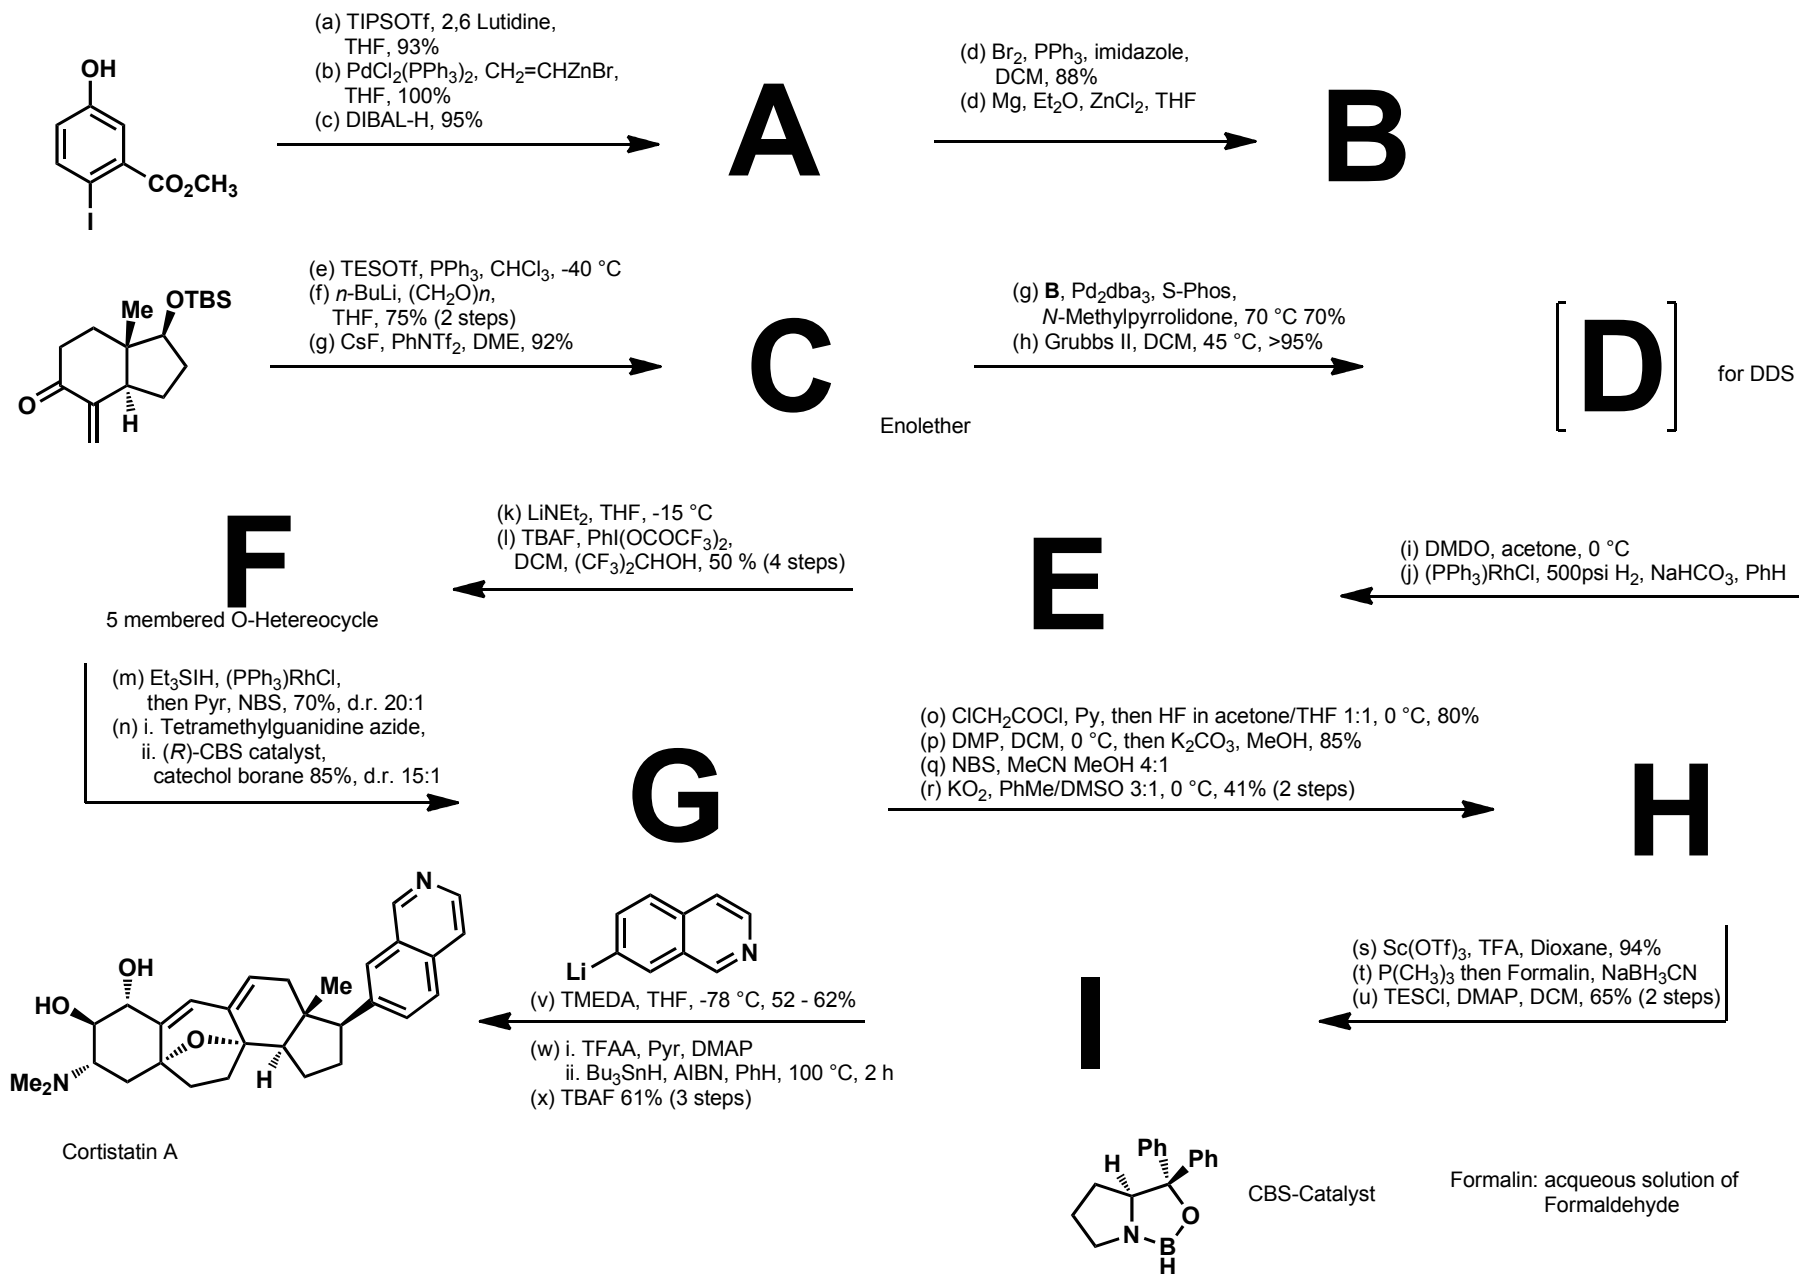 OH
CO2CH3
I
(a) TIPSOTf, 2,6 Lutidine,
THF, 93%
(b) PdCl2(PPh3)2, CH2=CHZnBr,
THF, 100%
(c) DIBAL-H, 95%
A
(d) Br2, PPh3, imidazole,
DCM, 88%
(d) Mg, Et2O, ZnCl2, THF
B
Me
OTBS
O
H
(e) TESOTf, PPh3, CHCl3, -40 °C
(f) n-BuLi, (CH2O)n,
THF, 75% (2 steps)
(g) CsF, PhNTf2, DME, 92%
C
Enolether
(g) B, Pd2dba3, S-Phos,
N-Methylpyrrolidone, 70 °C 70%
(h) Grubbs II, DCM, 45 °C, >95%
[D]
for DDS
(i) DMDO, acetone, 0 °C
(j) (PPh3)RhCl, 500psi H2, NaHCO3, PhH
E
(k) LiNEt2, THF, -15 °C
(l) TBAF, PhI(OCOCF3)2,
DCM, (CF3)2CHOH, 50 % (4 steps)
F
5 membered O-Hetereocycle
(m) Et3SIH, (PPh3)RhCl,
then Pyr, NBS, 70%, d.r. 20:1
(n) i. Tetramethylguanidine azide,
ii. (R)-CBS catalyst,
catechol borane 85%, d.r. 15:1
G
(o) ClCH2COCl, Py, then HF in acetone/THF 1:1, 0 °C, 80%
(p) DMP, DCM, 0 °C, then K2CO3, MeOH, 85%
(q) NBS, MeCN MeOH 4:1
(r) KO2, PhMe/DMSO 3:1, 0 °C, 41% (2 steps)
H
(s) Sc(OTf)3, TFA, Dioxane, 94%
(t) P(CH3)3 then Formalin, NaBH3CN
(u) TESCl, DMAP, DCM, 65% (2 steps)
I
Li
N
(v) TMEDA, THF, -78 °C, 52 - 62%
(w) i. TFAA, Pyr, DMAP
ii. Bu3SnH, AIBN, PhH, 100 °C, 2 h
(x) TBAF 61% (3 steps)
N
OH
HO
Me
O
Me2N
H
Cortistatin A
Ph
H
Ph
O
N
B
H
CBS-Catalyst
Formalin: acqueous solution of
Formaldehyde